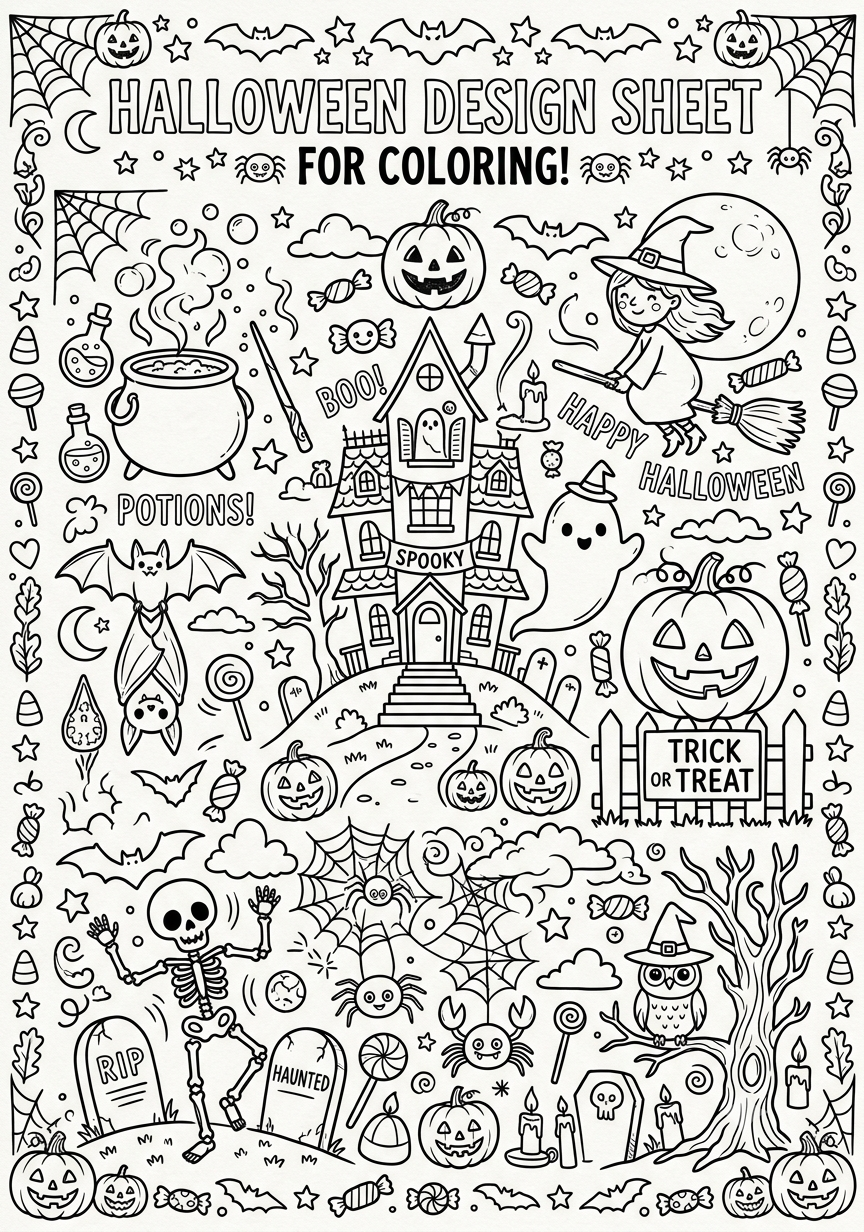 HALLOWEEN DESIGN SHEET
FOR COLORING!
BOO!
HAPPY
HALLOWEEN
POTIONS!
SPOOKY
TRICK
OR TREAT
RIP
HAUNTED